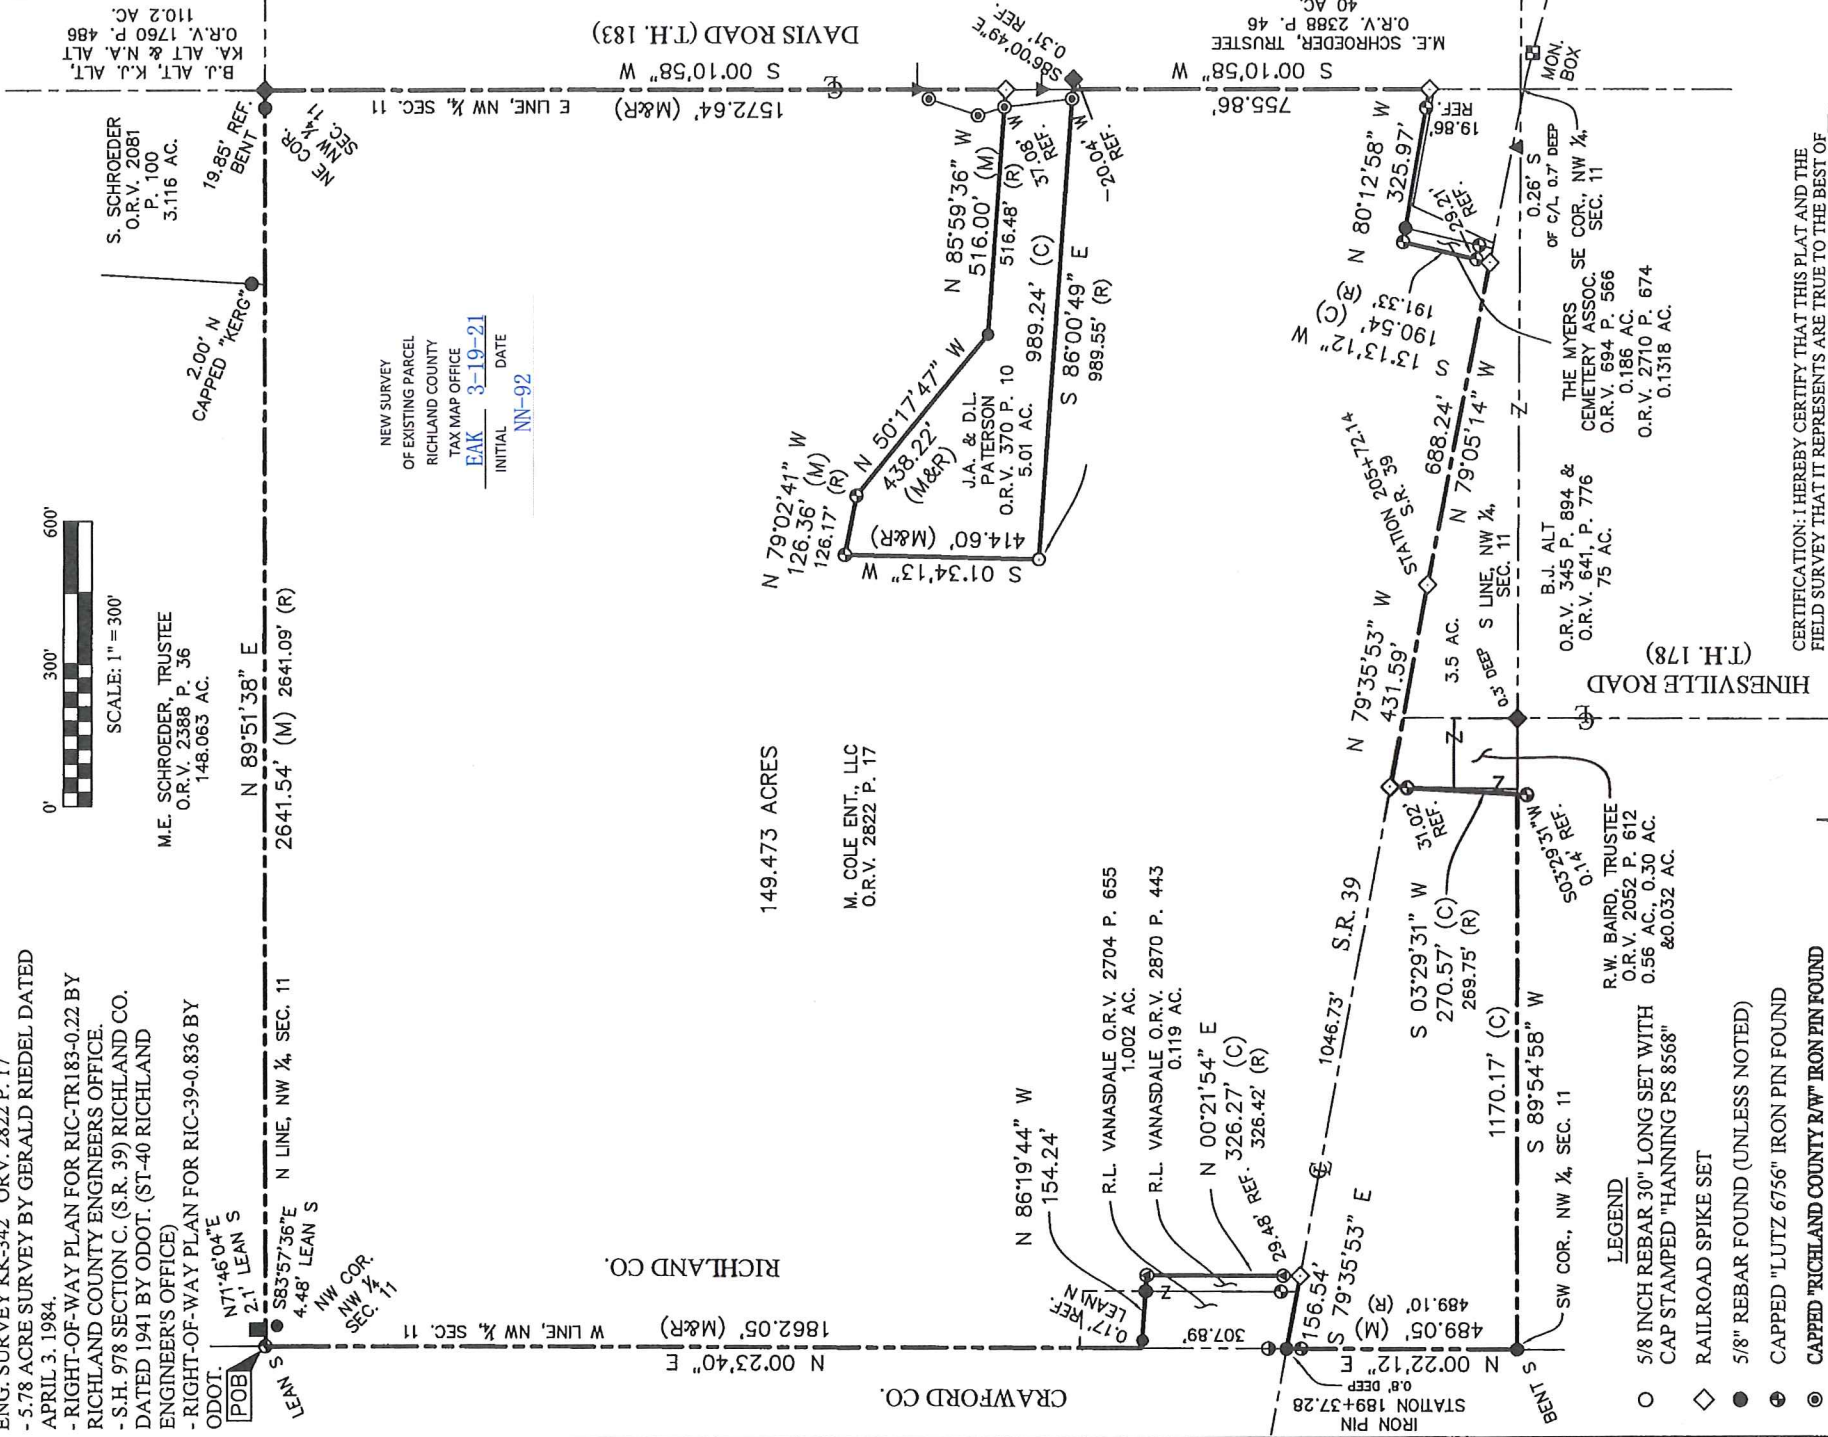 ENG. SURVEY KK-342 ORV. 2822 P. 17
- 5.78 ACRE SURVEY BY GERALD RIEDEL DATED
APRIL 3, 1984.
- RIGHT-OF-WAY PLAN FOR RIC-TR183-0.22 BY
RICHLAND COUNTY ENGINEERS OFFICE.
- S.H. 978 SECTION C. (S.R. 39) RICHLAND CO.
DATED 1941 BY ODOT. (ST-40 RICHLAND
ENGINEER'S OFFICE)
- RIGHT-OF-WAY PLAN FOR RIC-39-0.836 BY
ODOT.
POB
LEAN S
N71°46'04"E
2.1' LEAN S
S83°57'36"E
4.48' LEAN S
NW COR.
NW ¼
SEC. 11
N LINE, NW ¼, SEC. 11
0' 300' 600'
SCALE: 1" = 300'
M.E. SCHROEDER, TRUSTEE
O.R.V. 2388 P. 36
148.063 AC.
N 89°51'38" E
2641.54' (M) 2641.09' (R)
2.00' N
CAPPED "KERG"
S. SCHROEDER
O.R.V. 2081
P. 100
3.116 AC.
19.85' REF.
BENT
NE COR.
NW ¼
SEC. 11
B.J. ALT, K.J. ALT,
KA. ALT & N.A. ALT
O.R.V. 1760 P. 486
110.2 AC.
NEW SURVEY
OF EXISTING PARCEL
RICHLAND COUNTY
TAX MAP OFFICE
EAK 3-19-21
INITIAL DATE
NN-92
E LINE, NW ¼, SEC. 11
1572.64' (M&R)
S 00°10'58" W
DAVIS ROAD (T.H. 183)
N 85°59'36" W
516.00' (M)
516.48' (R)
37.08'
REF.
S86°00'49"E
0.31' REF.
20.04'
REF.
N 50°17'47" W
438.22'
(M&R)
N 79°02'41" W
126.36' (M)
126.17' (R)
S 01°34'13" W
414.60' (M&R)
J.A. & D.L.
PATERSON
O.R.V. 370 P. 10
5.01 AC.
989.24' (C)
S 86°00'49" E
989.55' (R)
755.86'
S 00°10'58" W
M.E. SCHROEDER, TRUSTEE
O.R.V. 2388 P. 46
40 AC.
149.473 ACRES
M. COLE ENT., LLC
O.R.V. 2822 P. 17
RICHLAND CO.
CRAWFORD CO.
W LINE, NW ¼, SEC. 11
1862.05' (M&R)
N 00°23'40" E
N 86°19'44" W
154.24'
R.L. VANASDALE O.R.V. 2704 P. 655
1.002 AC.
R.L. VANASDALE O.R.V. 2870 P. 443
0.119 AC.
N 00°21'54" E
326.27' (C)
326.42' (R)
29.48' REF.
0.17' REF.
LEAN N
Z
307.89'
156.54'
S 79°35'53" E
489.10' (R)
489.05' (M)
N 00°22'12" E
0.8' DEEP
IRON PIN
STATION 189+37.28
BENT S
SW COR., NW ¼, SEC. 11
1046.73'
S.R. 39
1170.17' (C)
S 89°54'58" W
S 03°29'31" W
270.57' (C)
269.75' (R)
31.02'
REF.
S03°29'31"W
0.14' REF.
R.W. BAIRD, TRUSTEE
O.R.V. 2052 P. 612
0.56 AC., 0.30 AC.
&0.032 AC.
N 79°35'53" W
431.59'
3.5 AC.
Z
Z
0.3' DEEP
S LINE, NW ¼,
SEC. 11
STATION 205+72.14
S.R. 39
688.24'
N 79°05'14" W
Z
B.J. ALT
O.R.V. 345 P. 894 &
O.R.V. 641, P. 776
75 AC.
HINESVILLE ROAD
(T.H. 178)
S 13°13'12" W
190.54' (C)
191.33' (R)
N 80°12'58" W
325.97'
29.21'
REF.
19.86'
REF.
THE MYERS
CEMETERY ASSOC.
O.R.V. 694 P. 566
0.186 AC.
O.R.V. 2710 P. 674
0.1318 AC.
SE COR., NW ¼,
SEC. 11
0.26' S
OF C/L 0.7' DEEP
MON.
BOX
LEGEND
5/8 INCH REBAR 30" LONG SET WITH
CAP STAMPED "HANNING PS 8568"
RAILROAD SPIKE SET
5/8" REBAR FOUND (UNLESS NOTED)
CAPPED "LUTZ 6756" IRON PIN FOUND
CAPPED "RICHLAND COUNTY R/W" IRON PIN FOUND
CERTIFICATION: I HEREBY CERTIFY THAT THIS PLAT AND THE
FIELD SURVEY THAT IT REPRESENTS ARE TRUE TO THE BEST OF